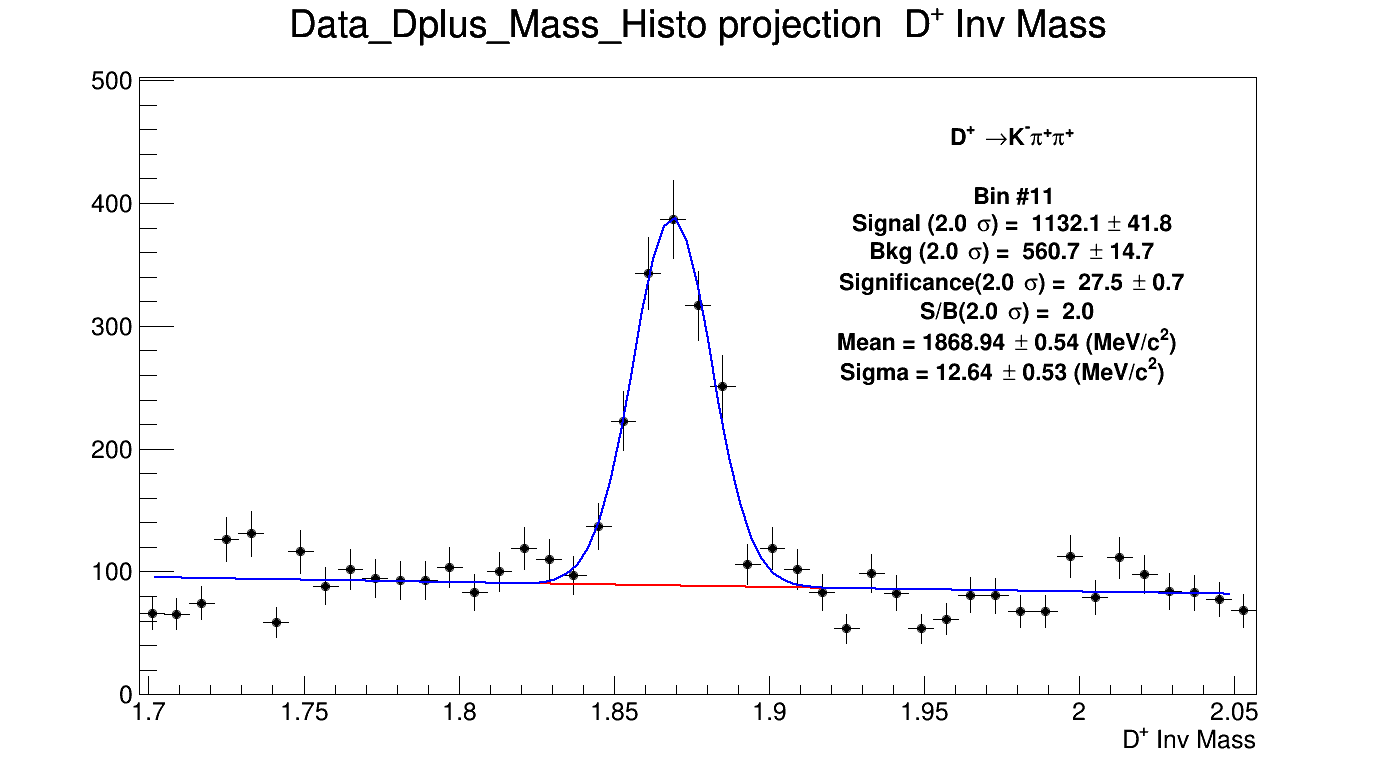 Data_Dplus_Mass_Histo projection D⁺ Inv Mass
500
400
300
200
100
0
D⁺ →K⁻π⁺π⁺
Bin #11
Signal (2.0 σ) = 1132.1 ± 41.8
Bkg (2.0 σ) = 560.7 ± 14.7
Significance(2.0 σ) = 27.5 ± 0.7
S/B(2.0 σ) = 2.0
Mean = 1868.94 ± 0.54 (MeV/c²)
Sigma = 12.64 ± 0.53 (MeV/c²)
1.7 1.75 1.8 1.85 1.9 1.95 2 2.05
D⁺ Inv Mass